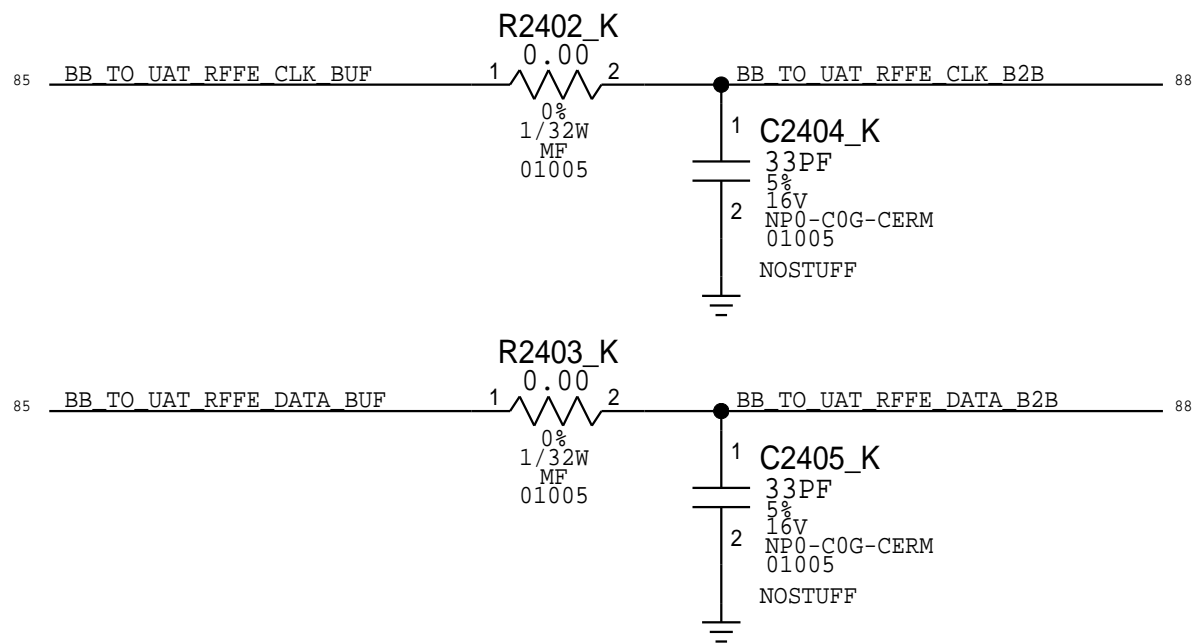 R2402_K
0.00
85 BB_TO_UAT_RFFE_CLK_BUF 1 2 BB_TO_UAT_RFFE_CLK_B2B 88
0%
1/32W
MF
01005
1 C2404_K
33PF
5%
16V
2 NP0-C0G-CERM
01005
NOSTUFF
R2403_K
0.00
85 BB_TO_UAT_RFFE_DATA_BUF 1 2 BB_TO_UAT_RFFE_DATA_B2B 88
0%
1/32W
MF
01005
1 C2405_K
33PF
5%
16V
2 NP0-C0G-CERM
01005
NOSTUFF